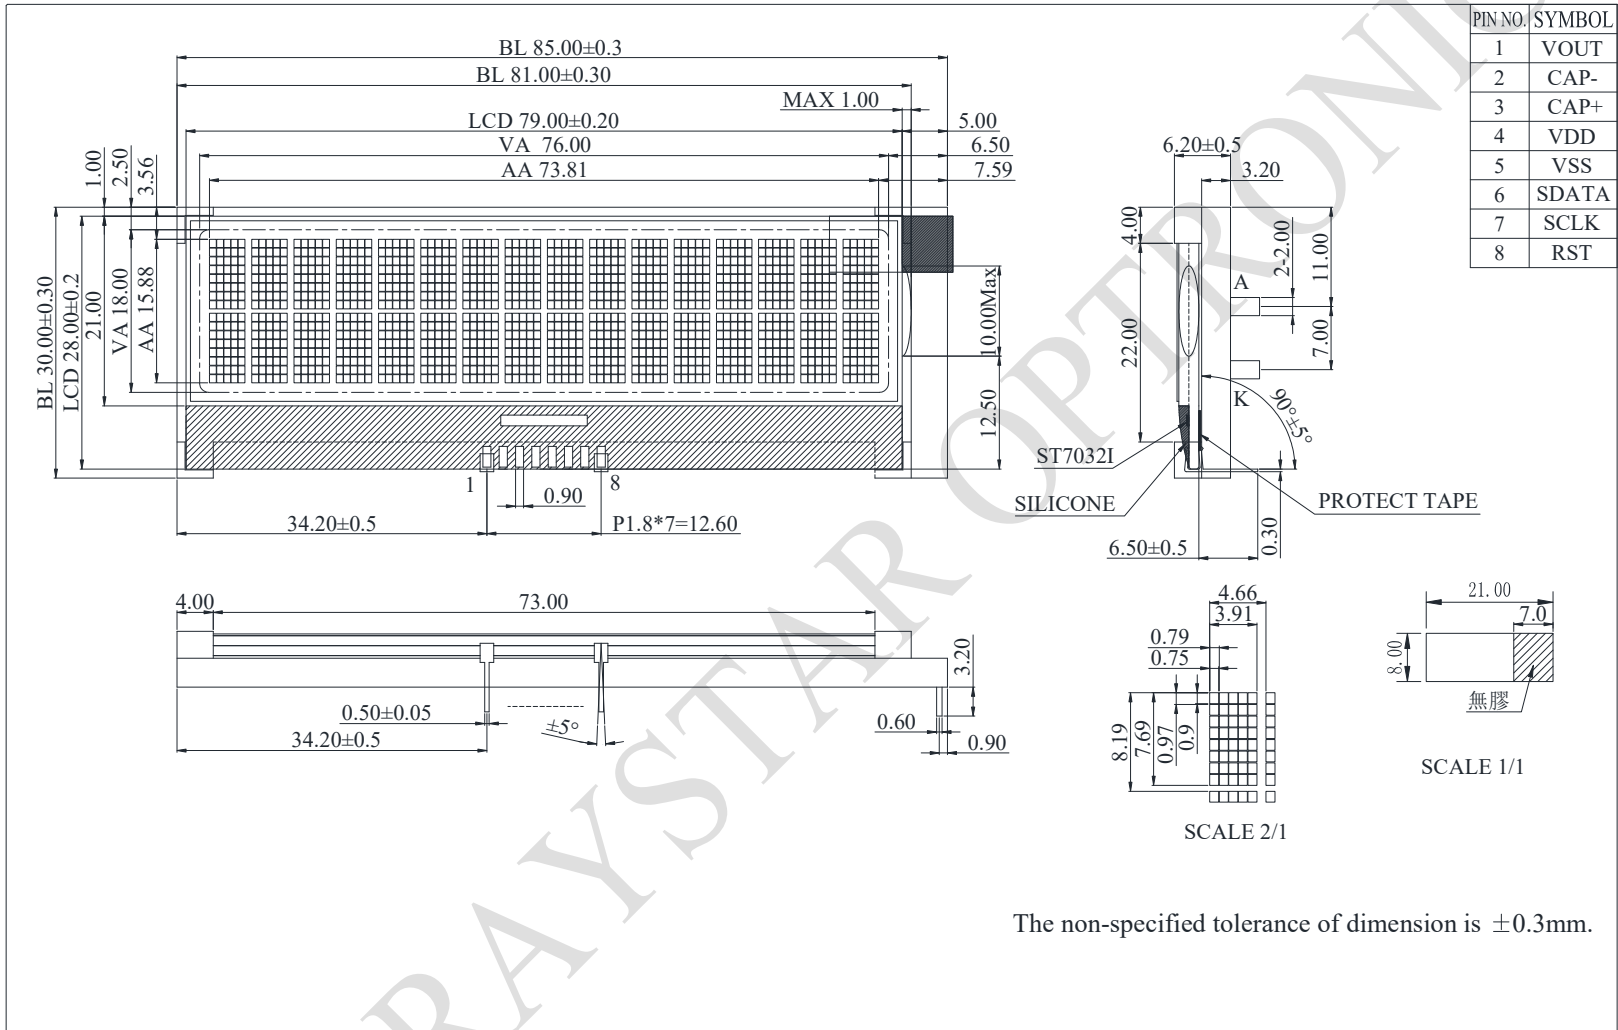 BL 85.00±0.3
BL 81.00±0.30
MAX 1.00
LCD 79.00±0.20
5.00
VA 76.00
6.50
AA 73.81
7.59
1.00
2.50
3.56
BL 30.00±0.30
LCD 28.00±0.2
21.00
VA 18.00
AA 15.88
10.00Max
12.50
1
8
0.90
34.20±0.5
P1.8*7=12.60
6.20±0.5
3.20
4.00
22.00
2-2.00
11.00
A
7.00
K
90°±5°
ST7032I
SILICONE
PROTECT TAPE
6.50±0.5
0.30
PIN NO. SYMBOL
1 VOUT
2 CAP-
3 CAP+
4 VDD
5 VSS
6 SDATA
7 SCLK
8 RST
4.00
73.00
3.20
0.50±0.05
±5°
0.60
34.20±0.5
0.90
4.66
3.91
0.79
0.75
8.19
7.69
0.97
0.9
SCALE 2/1
21.00
7.0
8.00
無膠
SCALE 1/1
The non-specified tolerance of dimension is ±0.3mm.
RAYSTAR OPTRONIC